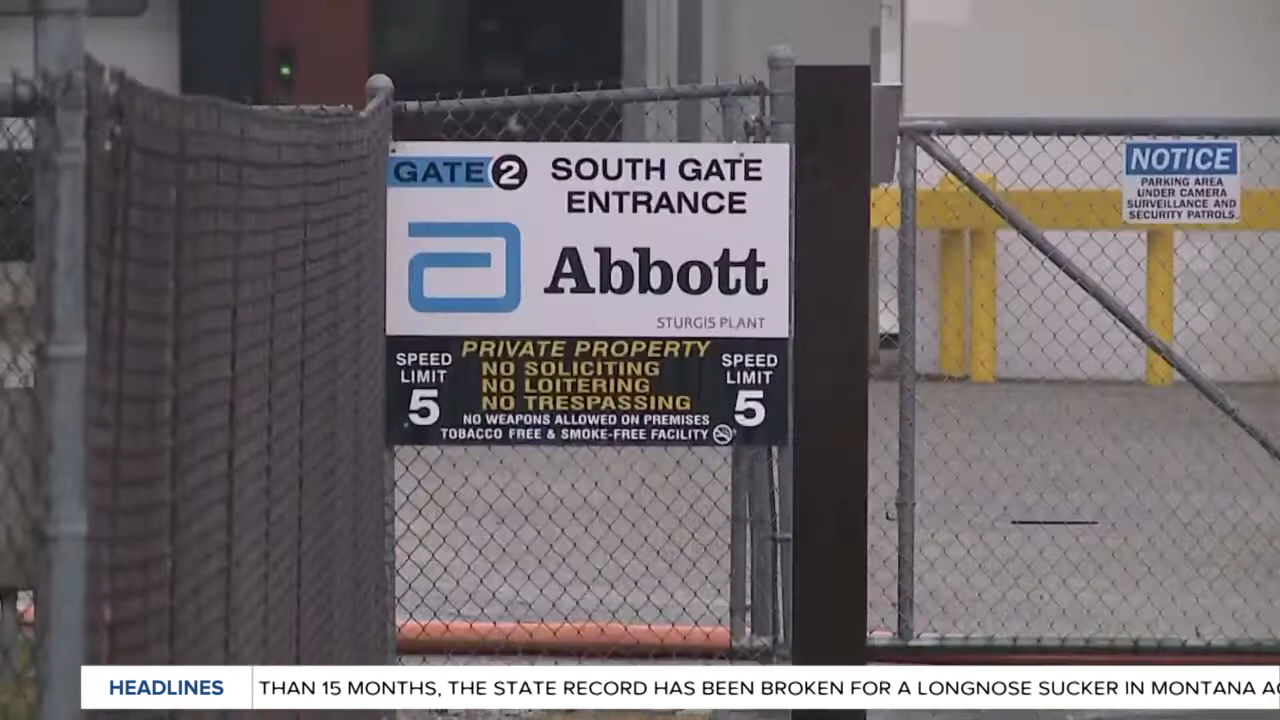 GATE 2
SOUTH GATE
ENTRANCE
Abbott
STURGIS PLANT
SPEED
LIMIT
5
PRIVATE PROPERTY
NO SOLICITING
NO LOITERING
NO TRESPASSING
NO WEAPONS ALLOWED ON PREMISES
TOBACCO FREE & SMOKE-FREE FACILITY
SPEED
LIMIT
5
NOTICE
PARKING AREA
UNDER CAMERA
SURVEILLANCE AND
SECURITY PATROLS
HEADLINES
THAN 15 MONTHS, THE STATE RECORD HAS BEEN BROKEN FOR A LONGNOSE SUCKER IN MONTANA